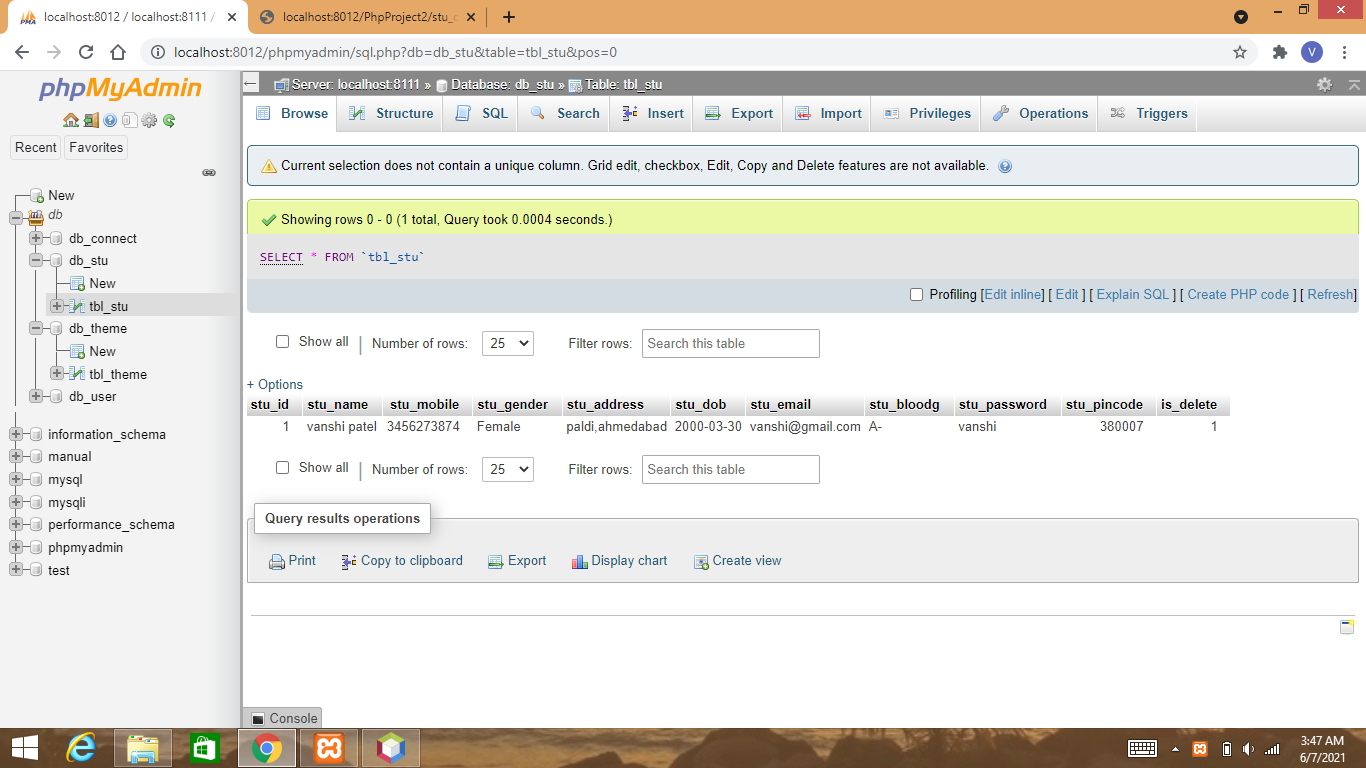 localhost:8012 / localhost:8111 /
localhost:8012/PhpProject2/stu_
localhost:8012/phpmyadmin/sql.php?db=db_stu&table=tbl_stu&pos=0
V
phpMyAdmin
Recent
Favorites
New
db
db_connect
db_stu
New
tbl_stu
db_theme
New
tbl_theme
db_user
information_schema
manual
mysql
mysqli
performance_schema
phpmyadmin
test
Server: localhost:8111 » Database: db_stu » Table: tbl_stu
Browse Structure SQL Search Insert Export Import Privileges Operations Triggers
Current selection does not contain a unique column. Grid edit, checkbox, Edit, Copy and Delete features are not available.
Showing rows 0 - 0 (1 total, Query took 0.0004 seconds.)
SELECT * FROM `tbl_stu`
Profiling [Edit inline] [ Edit ] [ Explain SQL ] [ Create PHP code ] [ Refresh]
Show all | Number of rows: 25 Filter rows: Search this table
+ Options
stu_id stu_name stu_mobile stu_gender stu_address stu_dob stu_email stu_bloodg stu_password stu_pincode is_delete
1 vanshi patel 3456273874 Female paldi,ahmedabad 2000-03-30 vanshi@gmail.com A- vanshi 380007 1
Show all | Number of rows: 25 Filter rows: Search this table
Query results operations
Print Copy to clipboard Export Display chart Create view
Console
3:47 AM
6/7/2021